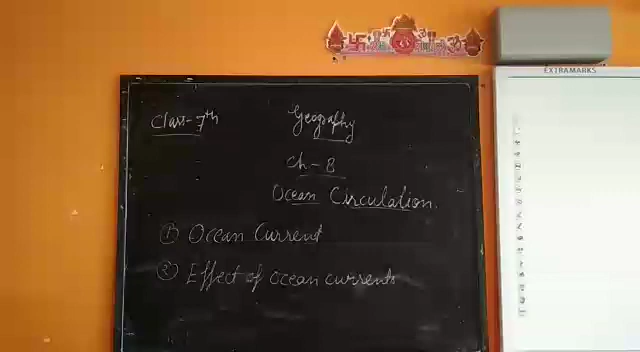 EXTRAMARKS
Class-7th
Geography
Ch-8
Ocean Circulation.
① Ocean Current
② Effect of ocean currents